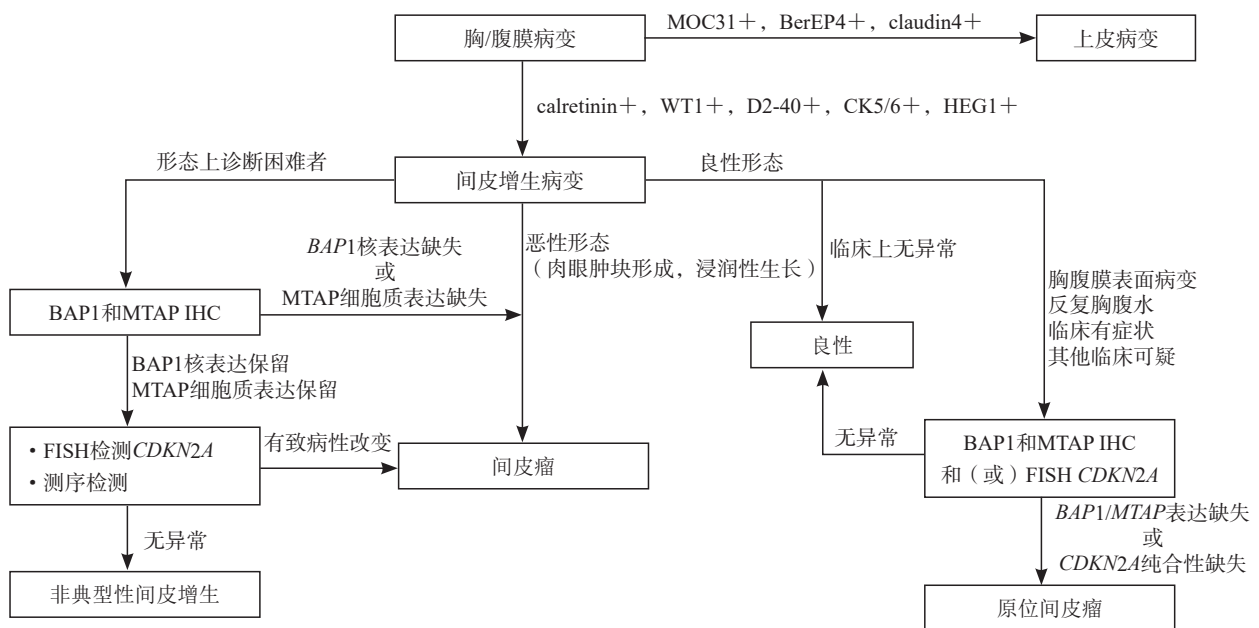 MOC31+，BerEP4+，claudin4+
胸/腹膜病变
上皮病变
calretinin+，WT1+，D2-40+，CK5/6+，HEG1+
形态上诊断困难者
间皮增生病变
良性形态
BAP1核表达缺失
或
MTAP细胞质表达缺失
恶性形态
（肉眼肿块形成，浸润性生长）
临床上无异常
胸腹膜表面病变
反复胸腹水
临床有症状
其他临床可疑
BAP1和MTAP IHC
良性
BAP1核表达保留
MTAP细胞质表达保留
·FISH检测CDKN2A
·测序检测
有致病性改变
间皮瘤
无异常
BAP1和MTAP IHC
和（或）FISH CDKN2A
无异常
BAP1/MTAP表达缺失
或
CDKN2A纯合性缺失
非典型性间皮增生
原位间皮瘤